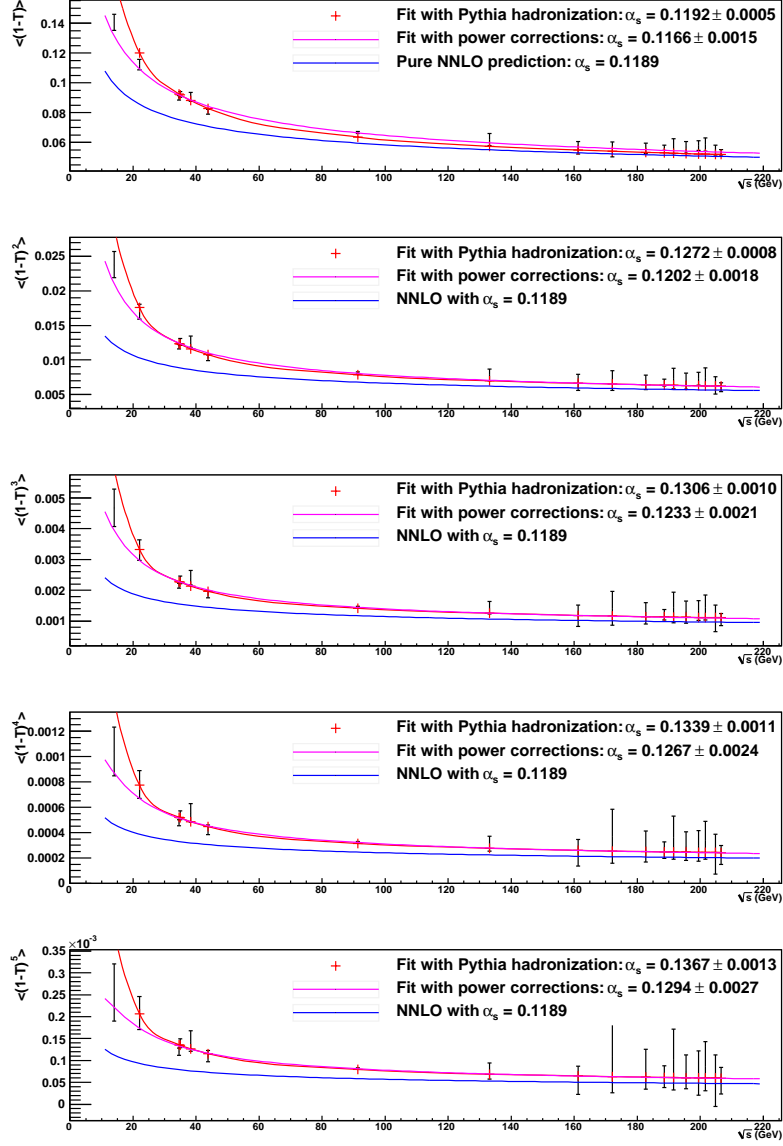 <(1-T)>
0.14
0.12
0.1
0.08
0.06
Fit with Pythia hadronization: αs = 0.1192 ± 0.0005
Fit with power corrections: αs = 0.1166 ± 0.0015
Pure NNLO prediction: αs = 0.1189
0 20 40 60 80 100 120 140 160 180 200 220
√s (GeV)
<(1-T)²>
0.025
0.02
0.015
0.01
0.005
Fit with Pythia hadronization: αs = 0.1272 ± 0.0008
Fit with power corrections: αs = 0.1202 ± 0.0018
NNLO with αs = 0.1189
0 20 40 60 80 100 120 140 160 180 200 220
√s (GeV)
<(1-T)³>
0.005
0.004
0.003
0.002
0.001
Fit with Pythia hadronization: αs = 0.1306 ± 0.0010
Fit with power corrections: αs = 0.1233 ± 0.0021
NNLO with αs = 0.1189
0 20 40 60 80 100 120 140 160 180 200 220
√s (GeV)
<(1-T)⁴>
0.0012
0.001
0.0008
0.0006
0.0004
0.0002
0
Fit with Pythia hadronization: αs = 0.1339 ± 0.0011
Fit with power corrections: αs = 0.1267 ± 0.0024
NNLO with αs = 0.1189
0 20 40 60 80 100 120 140 160 180 200 220
√s (GeV)
×10⁻³
<(1-T)⁵>
0.35
0.3
0.25
0.2
0.15
0.1
0.05
0
Fit with Pythia hadronization: αs = 0.1367 ± 0.0013
Fit with power corrections: αs = 0.1294 ± 0.0027
NNLO with αs = 0.1189
0 20 40 60 80 100 120 140 160 180 200 220
√s (GeV)